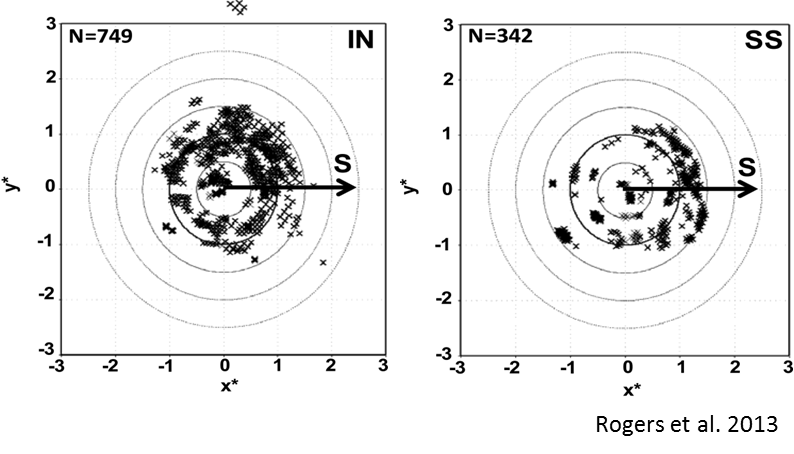 N=749 IN
3
2
1
0
-1
-2
-3
y*
S
-3 -2 -1 0 1 2 3
x*
N=342 SS
3
2
1
0
-1
-2
-3
y*
S
-3 -2 -1 0 1 2 3
x*
Rogers et al. 2013